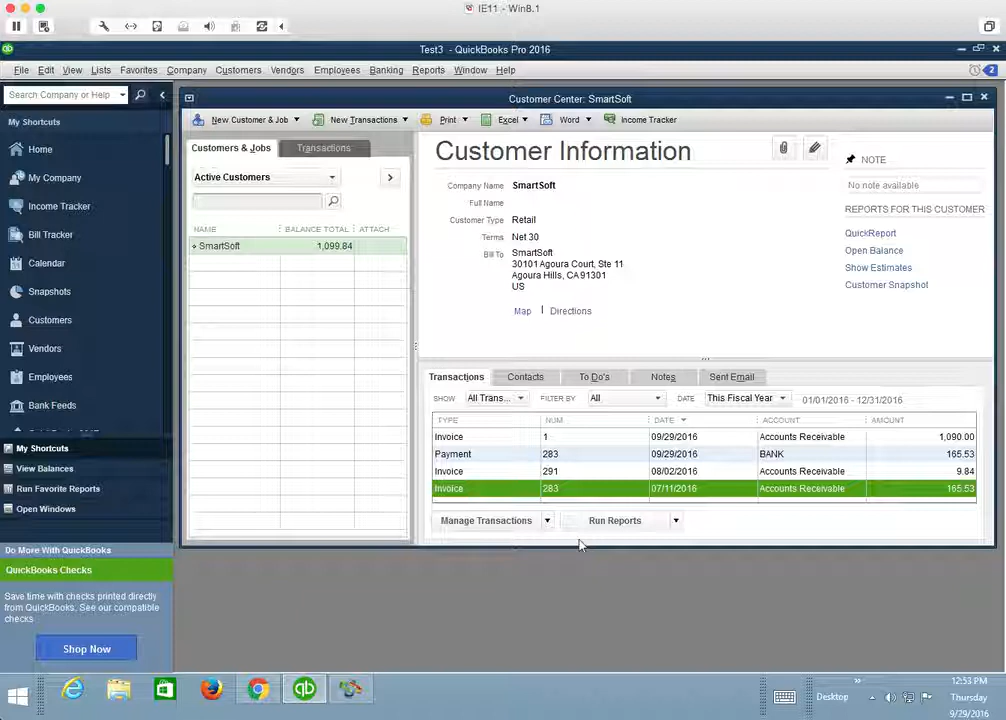 IE11 - Win8.1
Test3 - QuickBooks Pro 2016
File Edit View Lists Favorites Company Customers Vendors Employees Banking Reports Window Help
2
Search Company or Help
My Shortcuts
Home
My Company
Income Tracker
Bill Tracker
Calendar
Snapshots
Customers
Vendors
Employees
Bank Feeds
My Shortcuts
View Balances
Run Favorite Reports
Open Windows
Do More With QuickBooks
QuickBooks Checks
Save time with checks printed directly
from QuickBooks. See our compatible
checks
Shop Now
Customer Center: SmartSoft
New Customer & Job New Transactions Print Excel Word Income Tracker
Customers & Jobs Transactions
Active Customers
NAME BALANCE TOTAL ATTACH
SmartSoft 1,099.84
Customer Information
Company Name SmartSoft
Full Name
Customer Type Retail
Terms Net 30
Bill To SmartSoft
30101 Agoura Court, Ste 11
Agoura Hills, CA 91301
US
Map Directions
NOTE
No note available
REPORTS FOR THIS CUSTOMER
QuickReport
Open Balance
Show Estimates
Customer Snapshot
Transactions Contacts To Do's Notes Sent Email
SHOW All Trans... FILTER BY All DATE This Fiscal Year 01/01/2016 - 12/31/2016
TYPE NUM DATE ACCOUNT AMOUNT
Invoice 1 09/29/2016 Accounts Receivable 1,090.00
Payment 283 09/29/2016 BANK 165.53
Invoice 291 08/02/2016 Accounts Receivable 9.84
Invoice 283 07/11/2016 Accounts Receivable 165.53
Manage Transactions Run Reports
Desktop
12:53 PM
Thursday
9/29/2016